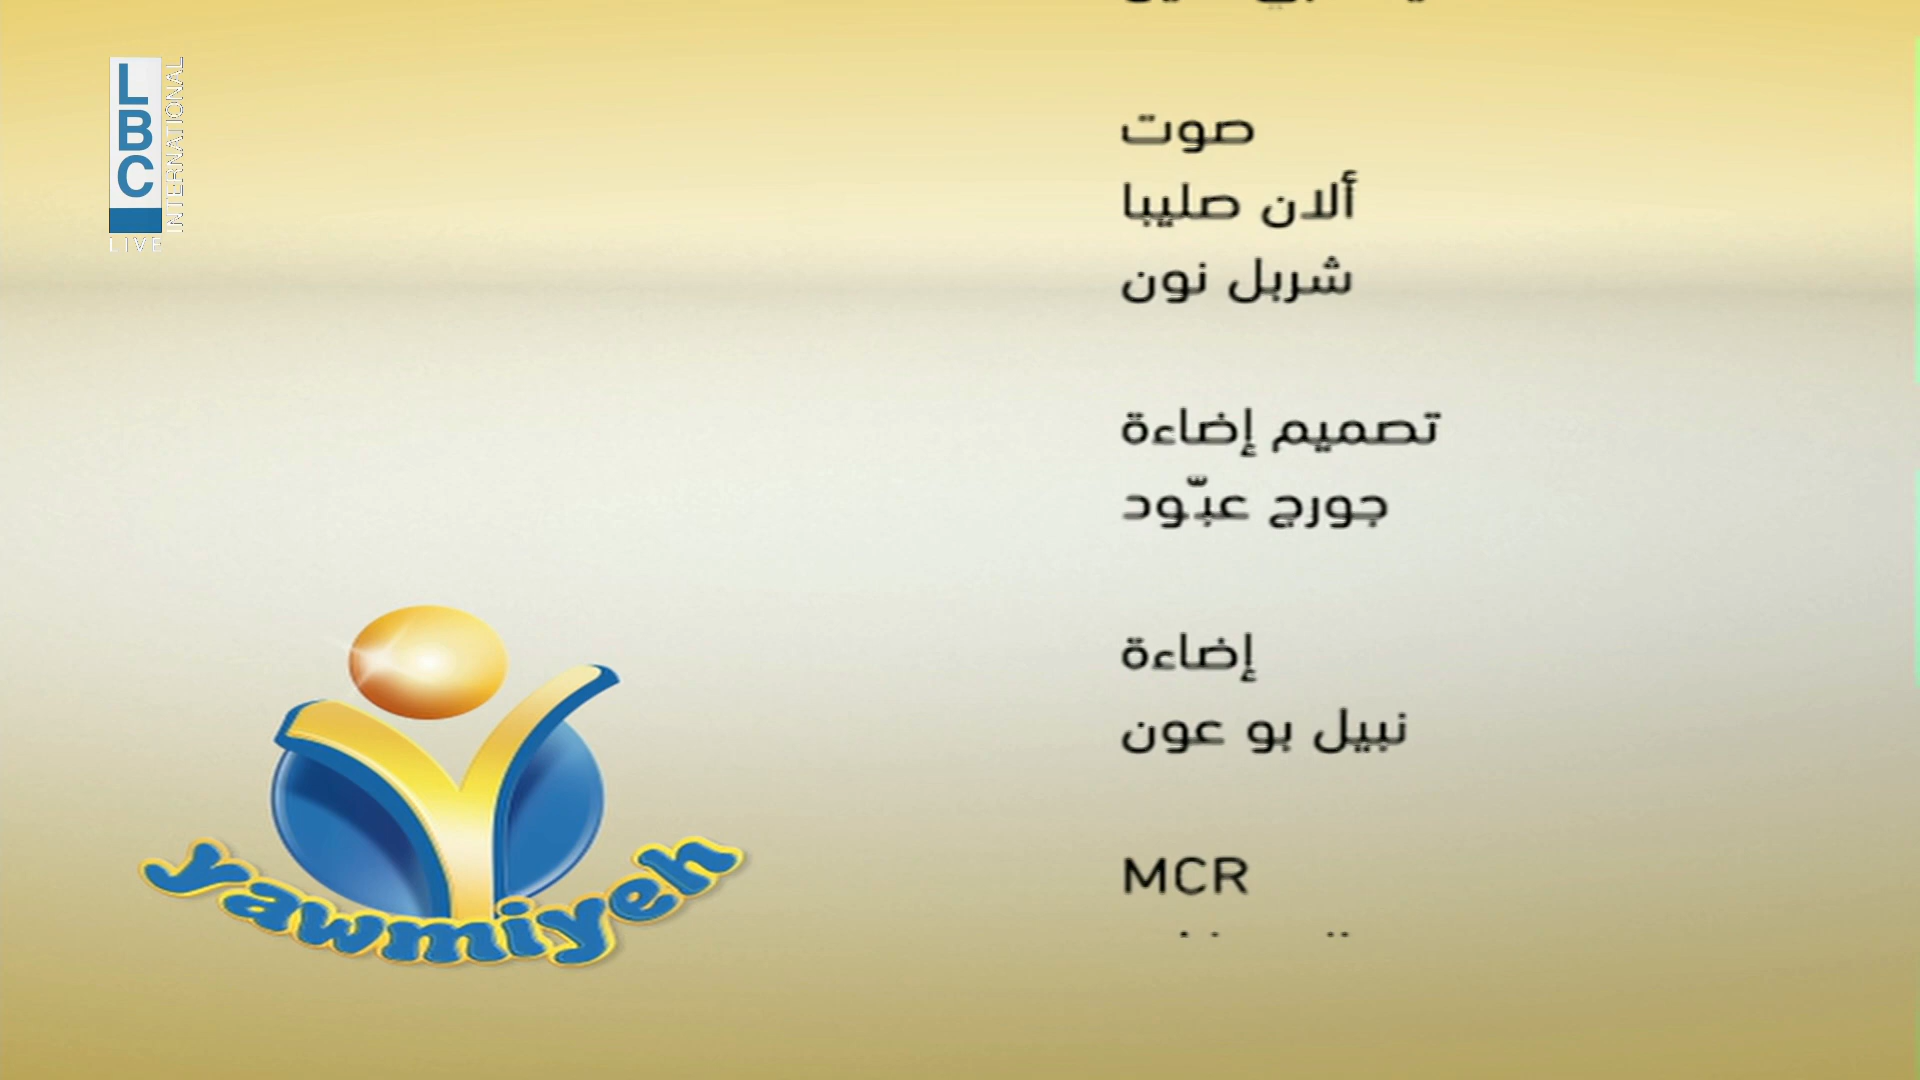 LBC
INTERNATIONAL
LIVE
صوت
ألان صليبا
شربل نون
تصميم إضاءة
جورج عبّود
إضاءة
نبيل بو عون
MCR
yawmiyeh